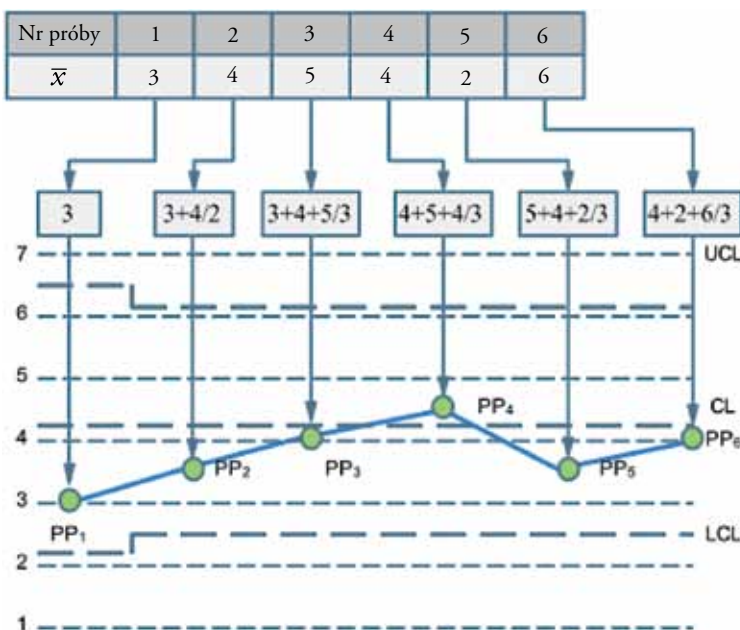 Nr próby 1 2 3 4 5 6
x̅ 3 4 5 4 2 6
3 3+4/2 3+4+5/3 4+5+4/3 5+4+2/3 4+2+6/3
7 UCL
6
5
PP₄ CL
4 PP₆
PP₂ PP₃ PP₅
3
PP₁ LCL
2
1